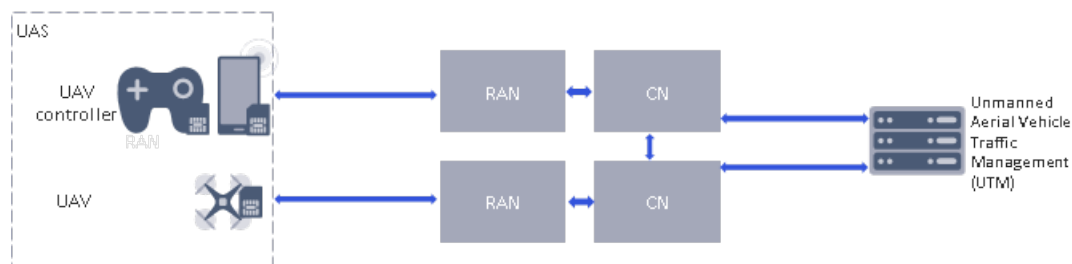 UAS
UAV
controller
RAN
UAV
RAN
CN
RAN
CN
Unmanned
Aerial Vehicle
Traffic
Management
(UTM)